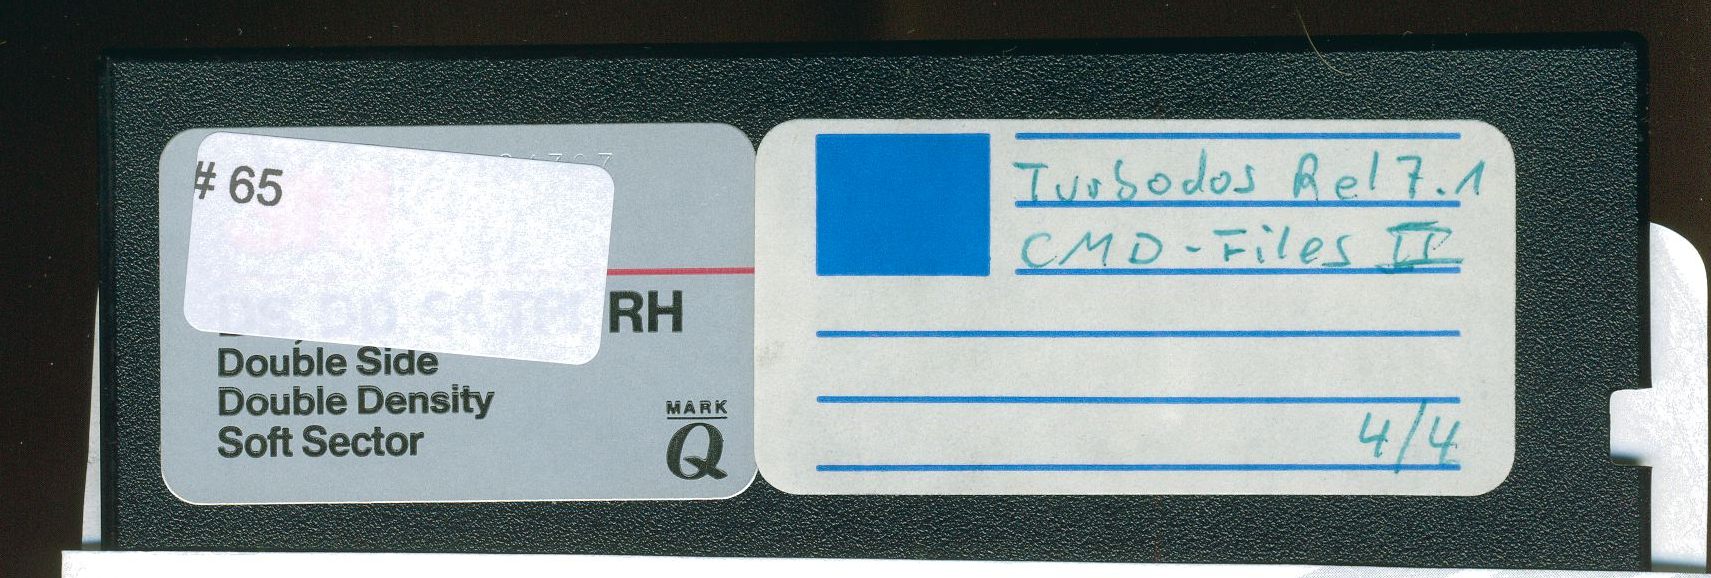 # 65
RH
Double Side
Double Density
Soft Sector
MARK
Q
Turbodos Rel 7.1
CMD-Files II
4/4